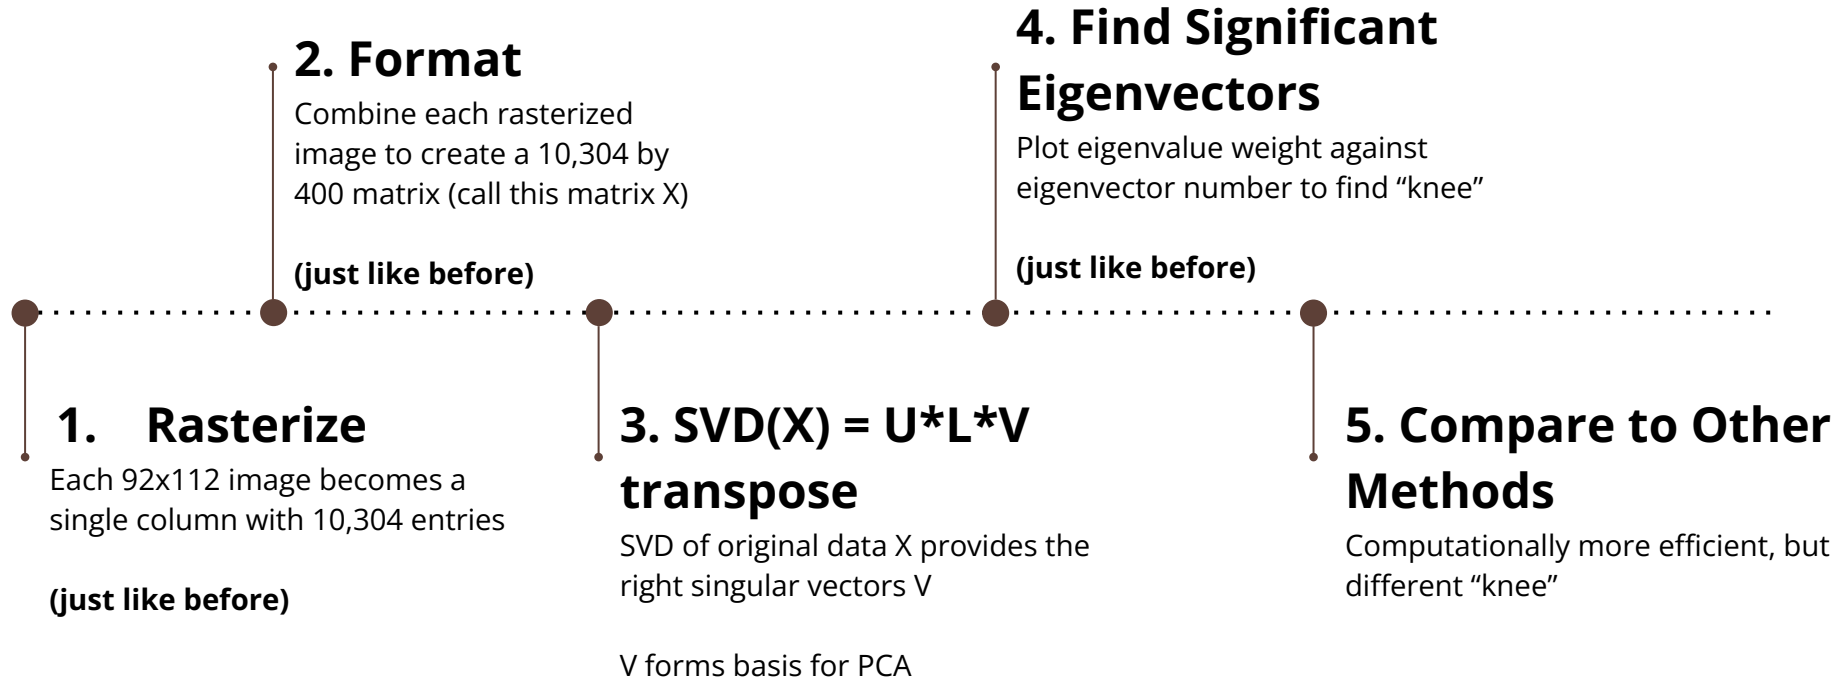 1. Rasterize
Each 92x112 image becomes a
single column with 10,304 entries
(just like before)
2. Format
Combine each rasterized
image to create a 10,304 by
400 matrix (call this matrix X)
(just like before)
3. SVD(X) = U*L*V
transpose
SVD of original data X provides the
right singular vectors V
V forms basis for PCA
4. Find Significant
Eigenvectors
Plot eigenvalue weight against
eigenvector number to find “knee”
(just like before)
5. Compare to Other
Methods
Computationally more efficient, but
different “knee”